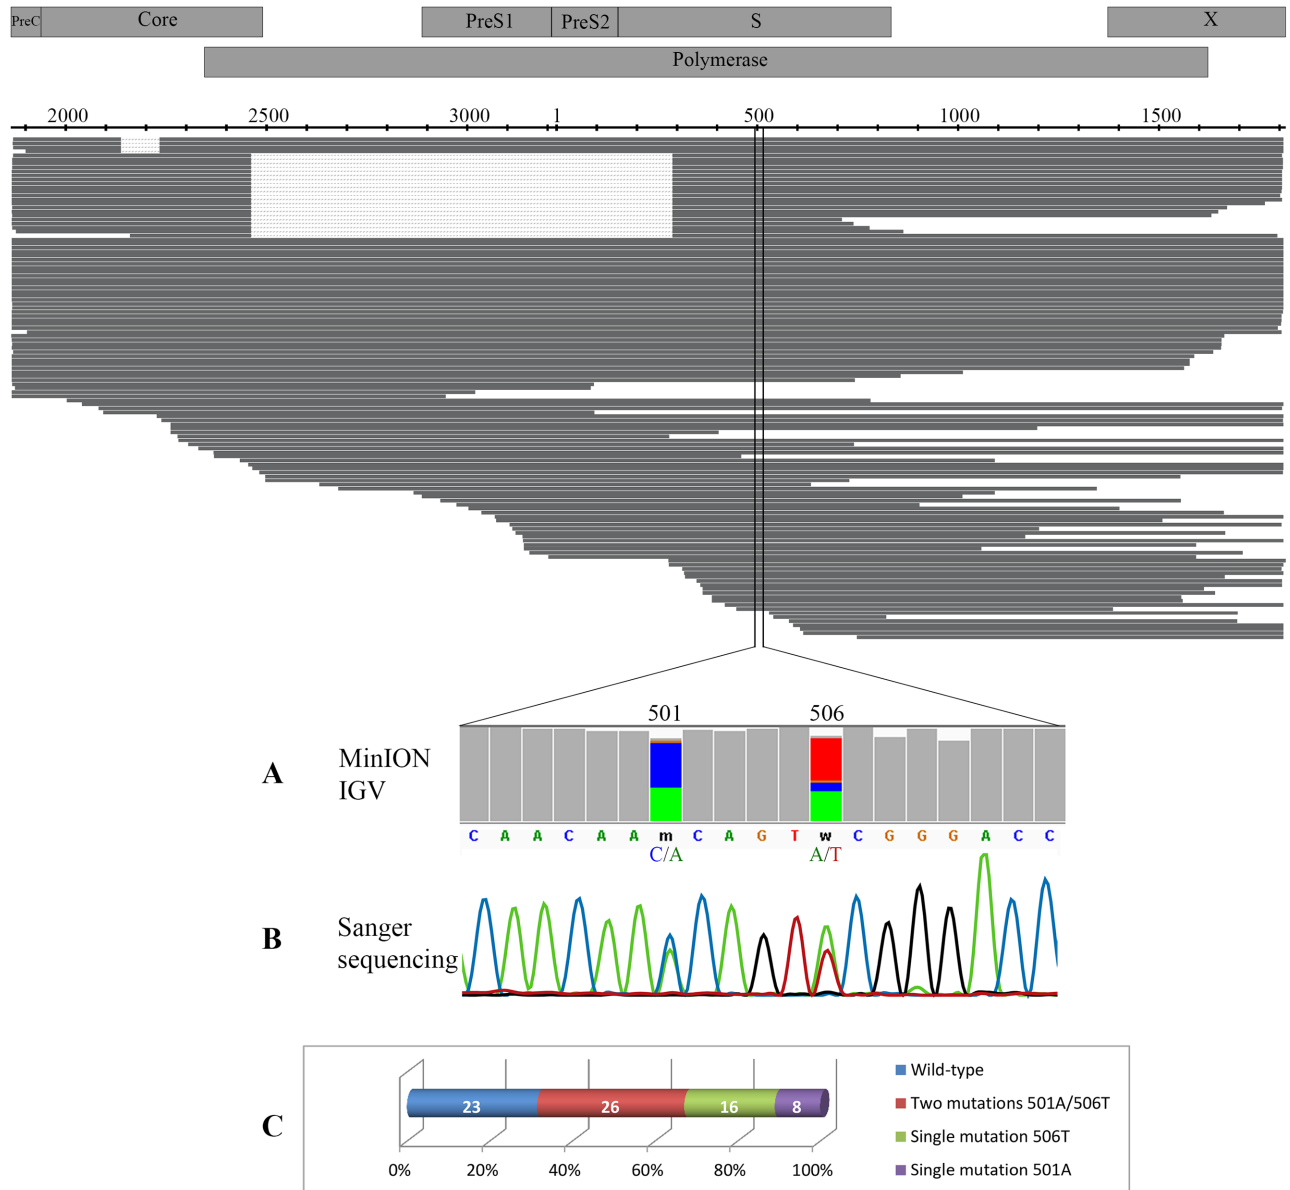 PreC Core PreS1 PreS2 S X
Polymerase
2000 2500 3000 1 500 1000 1500
501 506
A MinION
IGV
C A A C A A m C A G T w C G G G A C C
C/A A/T
B Sanger
sequencing
C
23 26 16 8
0% 20% 40% 60% 80% 100%
Wild-type
Two mutations 501A/506T
Single mutation 506T
Single mutation 501A